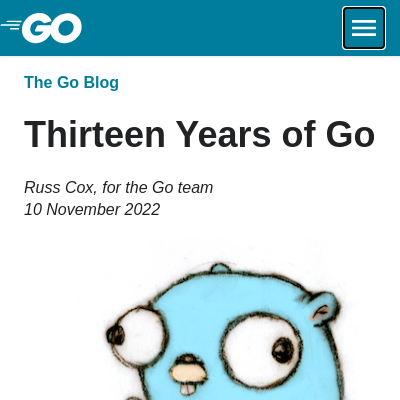 GO
The Go Blog
Thirteen Years of Go
Russ Cox, for the Go team
10 November 2022